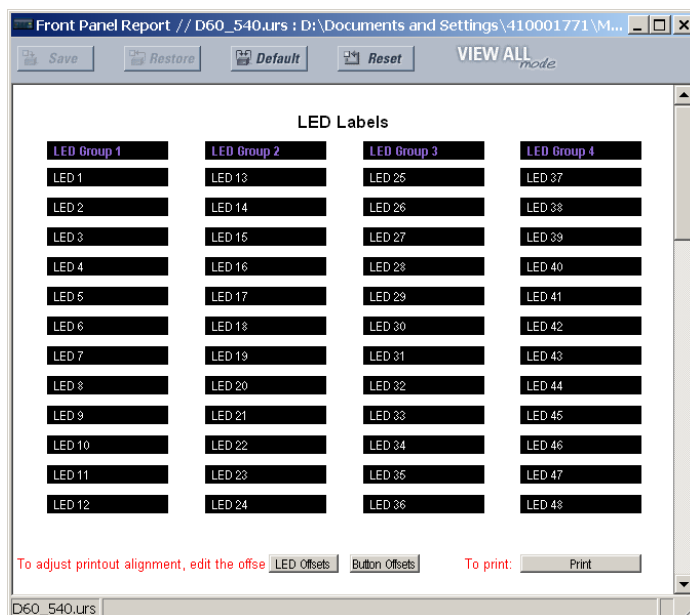 Front Panel Report // D60_540.urs : D:\Documents and Settings\410001771\M...
Save Restore Default Reset VIEW ALL mode
LED Labels
LED Group 1 LED Group 2 LED Group 3 LED Group 4
LED 1 LED 13 LED 25 LED 37
LED 2 LED 14 LED 26 LED 38
LED 3 LED 15 LED 27 LED 39
LED 4 LED 16 LED 28 LED 40
LED 5 LED 17 LED 29 LED 41
LED 6 LED 18 LED 30 LED 42
LED 7 LED 19 LED 31 LED 43
LED 8 LED 20 LED 32 LED 44
LED 9 LED 21 LED 33 LED 45
LED 10 LED 22 LED 34 LED 46
LED 11 LED 23 LED 35 LED 47
LED 12 LED 24 LED 36 LED 48
To adjust printout alignment, edit the offse LED Offsets Button Offsets To print: Print
D60_540.urs